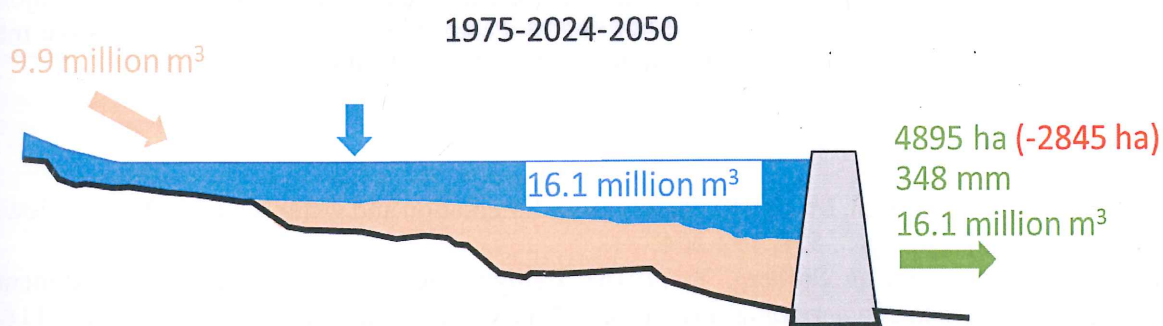 1975-2024-2050
9.9 million m³
16.1 million m³
4895 ha (-2845 ha)
348 mm
16.1 million m³